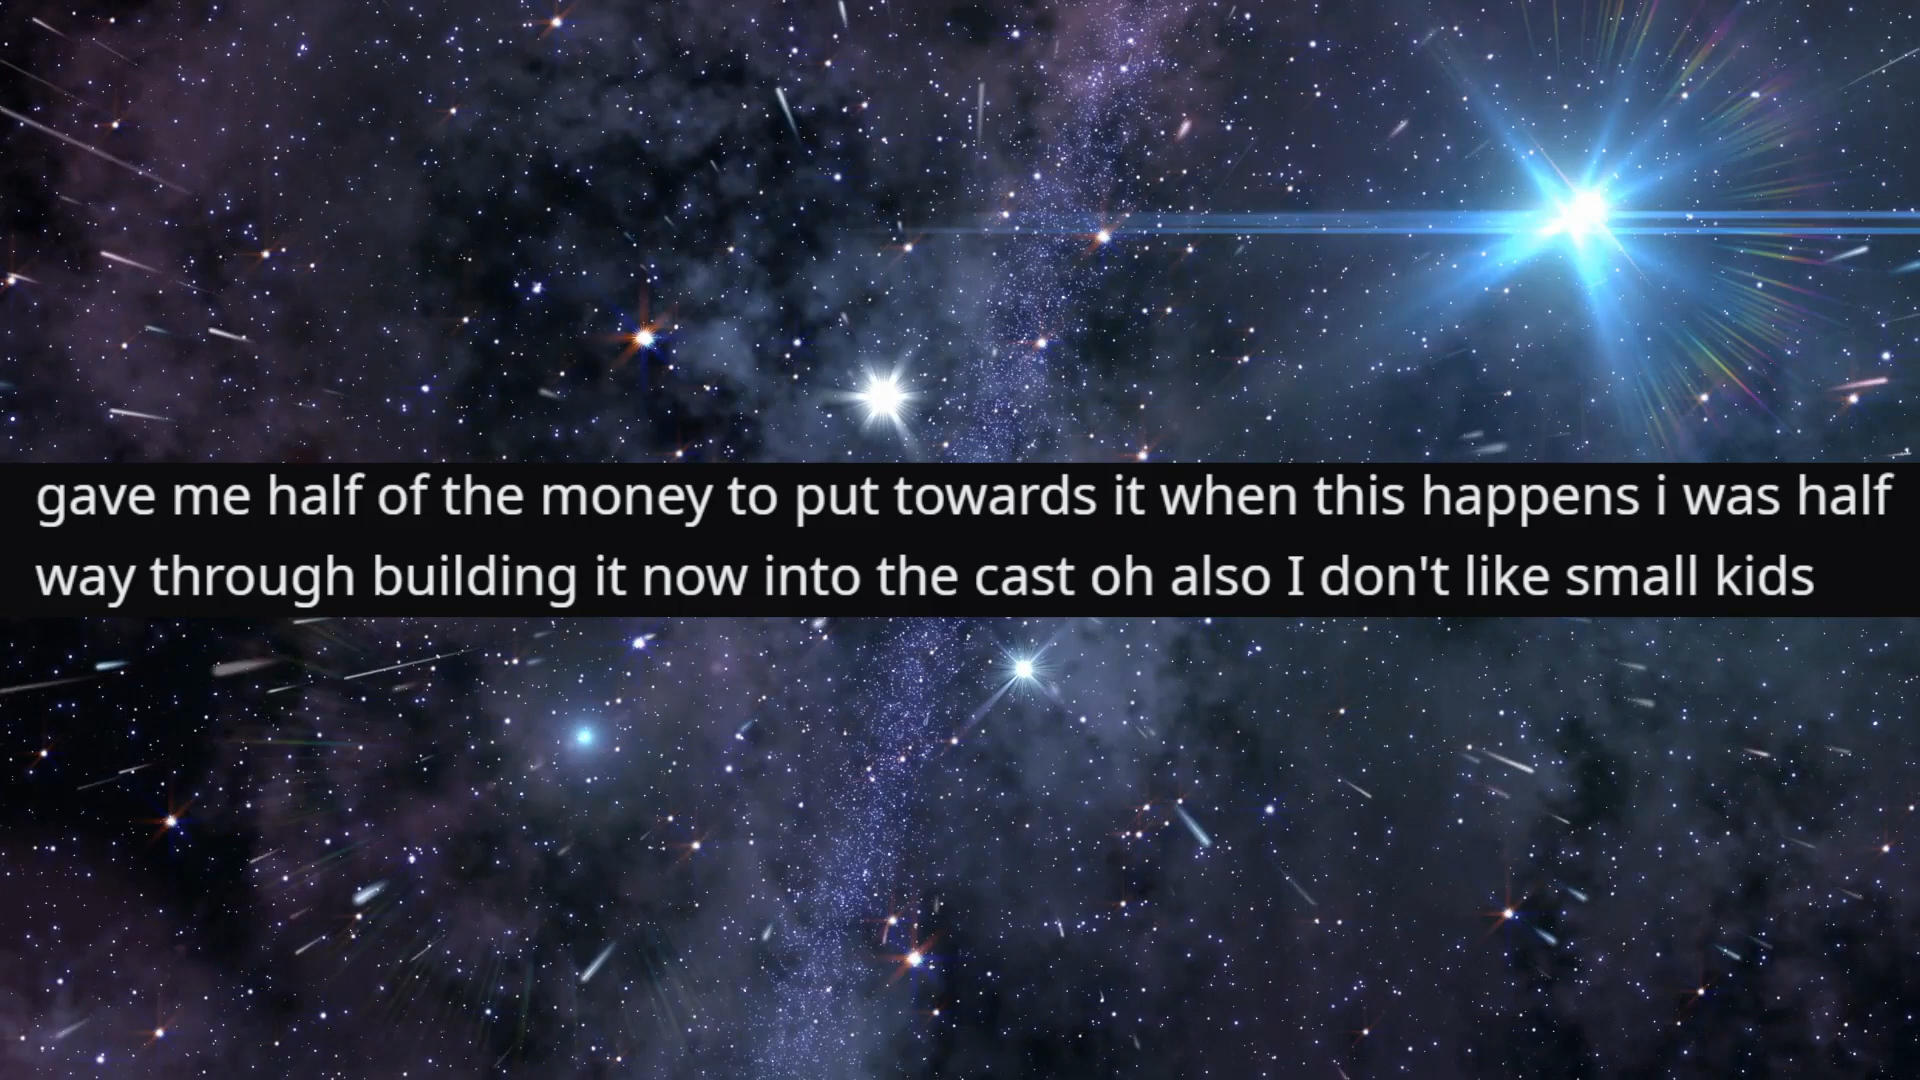 gave me half of the money to put towards it when this happens i was half
way through building it now into the cast oh also I don't like small kids